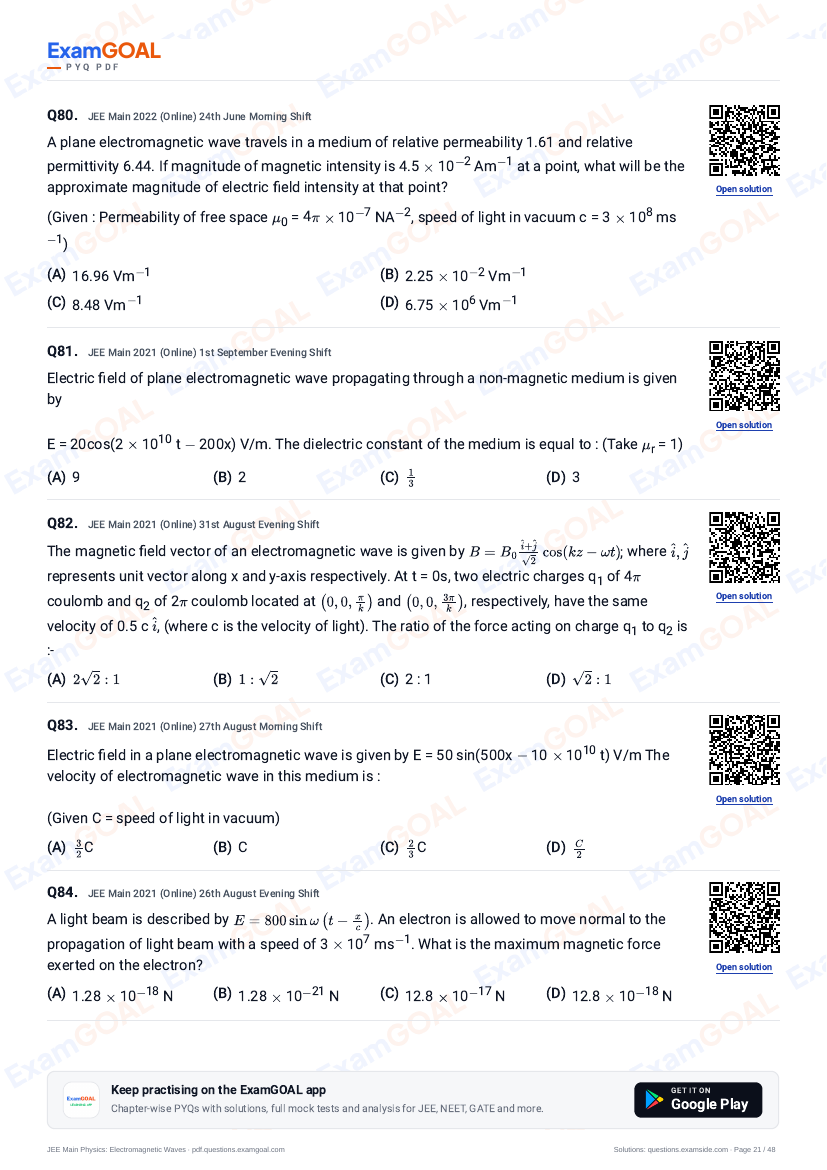 ExamGOAL
PYQ PDF
Q80. JEE Main 2022 (Online) 24th June Morning Shift
A plane electromagnetic wave travels in a medium of relative permeability 1.61 and relative
permittivity 6.44. If magnitude of magnetic intensity is 4.5 × 10⁻² Am⁻¹ at a point, what will be the
approximate magnitude of electric field intensity at that point?
Open solution
(Given : Permeability of free space μ₀ = 4π × 10⁻⁷ NA⁻², speed of light in vacuum c = 3 × 10⁸ ms
⁻¹)
(A) 16.96 Vm⁻¹ (B) 2.25 × 10⁻² Vm⁻¹
(C) 8.48 Vm⁻¹ (D) 6.75 × 10⁶ Vm⁻¹
Q81. JEE Main 2021 (Online) 1st September Evening Shift
Electric field of plane electromagnetic wave propagating through a non-magnetic medium is given
by
Open solution
E = 20cos(2 × 10¹⁰ t − 200x) V/m. The dielectric constant of the medium is equal to : (Take μᵣ = 1)
(A) 9 (B) 2 (C) 1/3 (D) 3
Q82. JEE Main 2021 (Online) 31st August Evening Shift
The magnetic field vector of an electromagnetic wave is given by B = B₀ (î+ĵ)/√2 cos(kz − ωt); where î, ĵ
represents unit vector along x and y-axis respectively. At t = 0s, two electric charges q₁ of 4π
Open solution
coulomb and q₂ of 2π coulomb located at (0, 0, π/k) and (0, 0, 3π/k), respectively, have the same
velocity of 0.5 c î, (where c is the velocity of light). The ratio of the force acting on charge q₁ to q₂ is
:-
(A) 2√2 : 1 (B) 1 : √2 (C) 2 : 1 (D) √2 : 1
Q83. JEE Main 2021 (Online) 27th August Morning Shift
Electric field in a plane electromagnetic wave is given by E = 50 sin(500x − 10 × 10¹⁰ t) V/m The
velocity of electromagnetic wave in this medium is :
Open solution
(Given C = speed of light in vacuum)
(A) 3/2 C (B) C (C) 2/3 C (D) C/2
Q84. JEE Main 2021 (Online) 26th August Evening Shift
A light beam is described by E = 800 sin ω (t − x/c). An electron is allowed to move normal to the
propagation of light beam with a speed of 3 × 10⁷ ms⁻¹. What is the maximum magnetic force
exerted on the electron?
Open solution
(A) 1.28 × 10⁻¹⁸ N (B) 1.28 × 10⁻²¹ N (C) 12.8 × 10⁻¹⁷ N (D) 12.8 × 10⁻¹⁸ N
ExamGOAL
Keep practising on the ExamGOAL app
Chapter-wise PYQs with solutions, full mock tests and analysis for JEE, NEET, GATE and more.
GET IT ON
Google Play
JEE Main Physics: Electromagnetic Waves · pdf.questions.examgoal.com
Solutions: questions.examside.com · Page 21 / 48